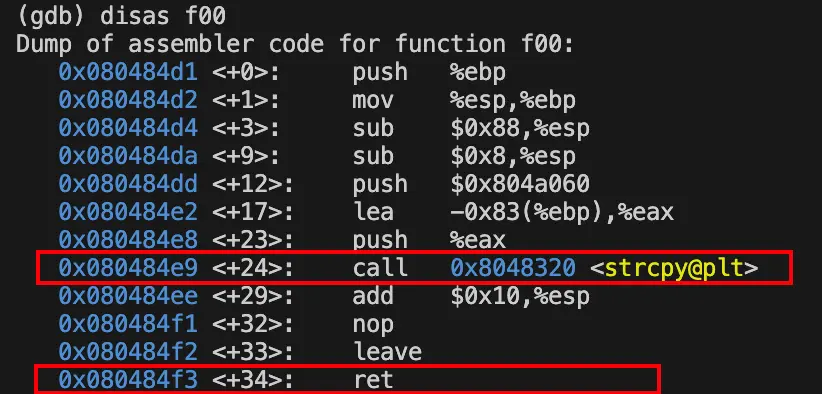 (gdb) disas f00
Dump of assembler code for function f00:
0x080484d1 <+0>: push %ebp
0x080484d2 <+1>: mov %esp,%ebp
0x080484d4 <+3>: sub $0x88,%esp
0x080484da <+9>: sub $0x8,%esp
0x080484dd <+12>: push $0x804a060
0x080484e2 <+17>: lea -0x83(%ebp),%eax
0x080484e8 <+23>: push %eax
0x080484e9 <+24>: call 0x8048320 <strcpy@plt>
0x080484ee <+29>: add $0x10,%esp
0x080484f1 <+32>: nop
0x080484f2 <+33>: leave
0x080484f3 <+34>: ret